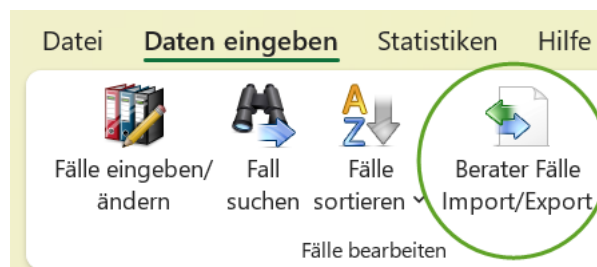 Datei Daten eingeben Statistiken Hilfe
Fälle eingeben/ Fall Fälle Berater Fälle
ändern suchen sortieren Import/Export
Fälle bearbeiten